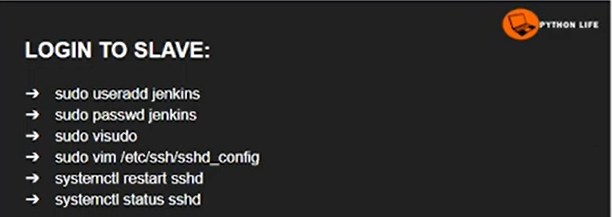 PYTHON LIFE
LOGIN TO SLAVE:
➔ sudo useradd jenkins
➔ sudo passwd jenkins
➔ sudo visudo
➔ sudo vim /etc/ssh/sshd_config
➔ systemctl restart sshd
➔ systemctl status sshd